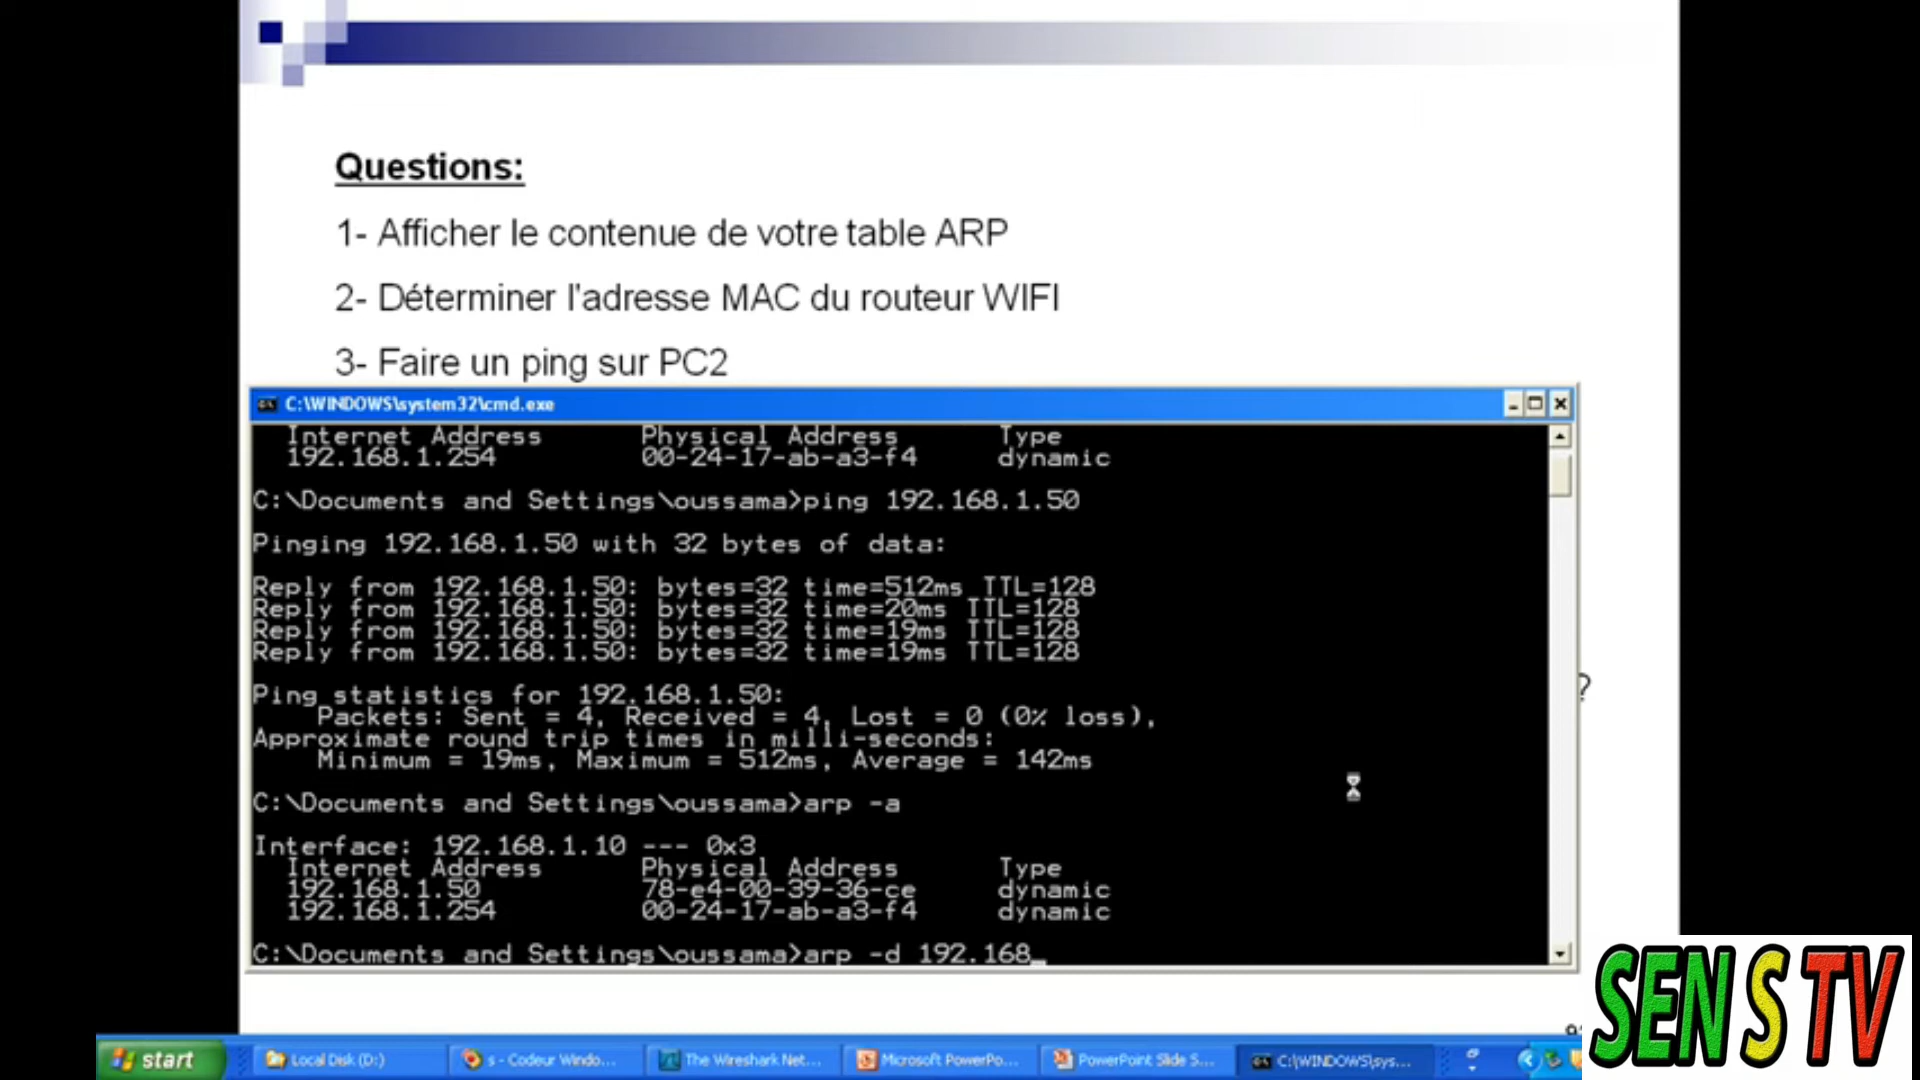 Questions:
1- Afficher le contenue de votre table ARP
2- Déterminer l'adresse MAC du routeur WIFI
3- Faire un ping sur PC2
C:\WINDOWS\system32\cmd.exe
Internet Address Physical Address Type
192.168.1.254 00-24-17-ab-a3-f4 dynamic
C:\Documents and Settings\oussama>ping 192.168.1.50
Pinging 192.168.1.50 with 32 bytes of data:
Reply from 192.168.1.50: bytes=32 time=512ms TTL=128
Reply from 192.168.1.50: bytes=32 time=20ms TTL=128
Reply from 192.168.1.50: bytes=32 time=19ms TTL=128
Reply from 192.168.1.50: bytes=32 time=19ms TTL=128
Ping statistics for 192.168.1.50:
Packets: Sent = 4, Received = 4, Lost = 0 (0% loss),
Approximate round trip times in milli-seconds:
Minimum = 19ms, Maximum = 512ms, Average = 142ms
C:\Documents and Settings\oussama>arp -a
Interface: 192.168.1.10 --- 0x3
Internet Address Physical Address Type
192.168.1.50 78-e4-00-39-36-ce dynamic
192.168.1.254 00-24-17-ab-a3-f4 dynamic
C:\Documents and Settings\oussama>arp -d 192.168_
?
SEN S TV
start Local Disk (D:) s - Codeur Windo... The Wireshark Net... Microsoft PowerPo... PowerPoint Slide S... C:\WINDOWS\sys...